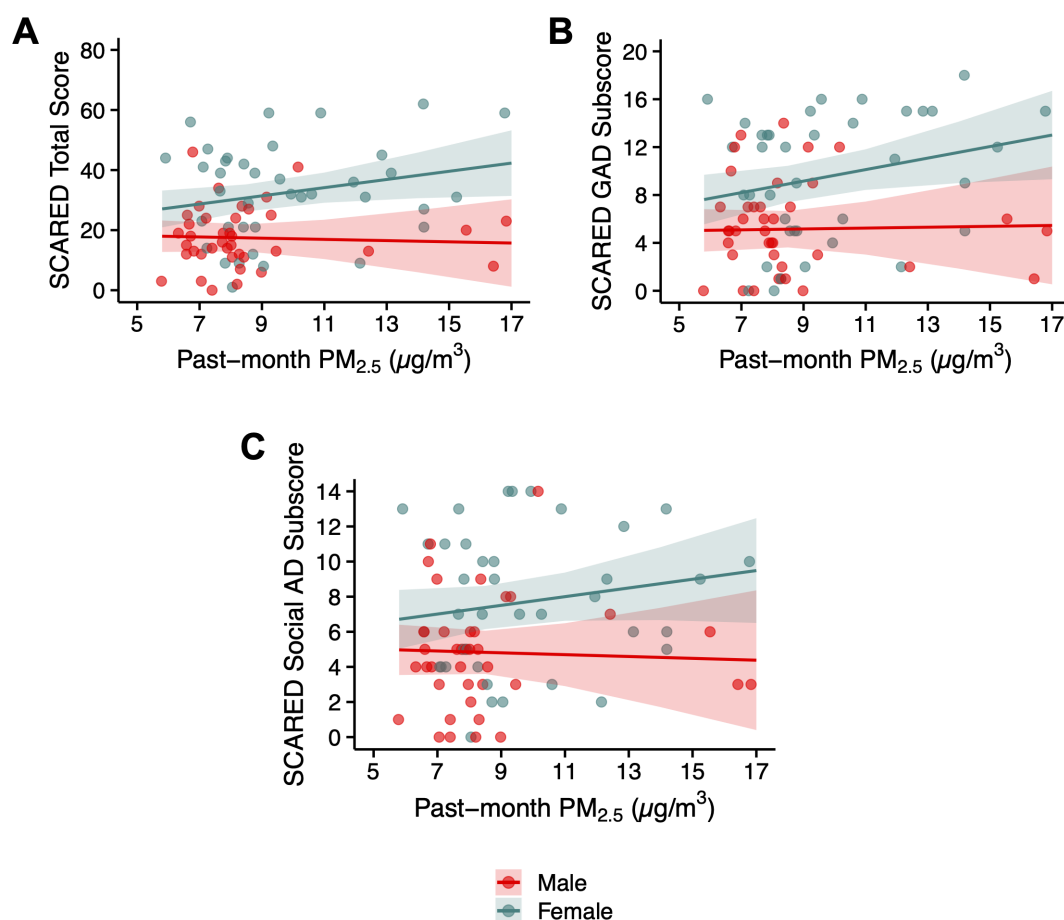 A
SCARED Total Score
80
60
40
20
0
5 7 9 11 13 15 17
Past−month PM2.5 (µg/m3)
B
SCARED GAD Subscore
20
16
12
8
4
0
5 7 9 11 13 15 17
Past−month PM2.5 (µg/m3)
C
SCARED Social AD Subscore
14
12
10
8
6
4
2
0
5 7 9 11 13 15 17
Past−month PM2.5 (µg/m3)
Male
Female